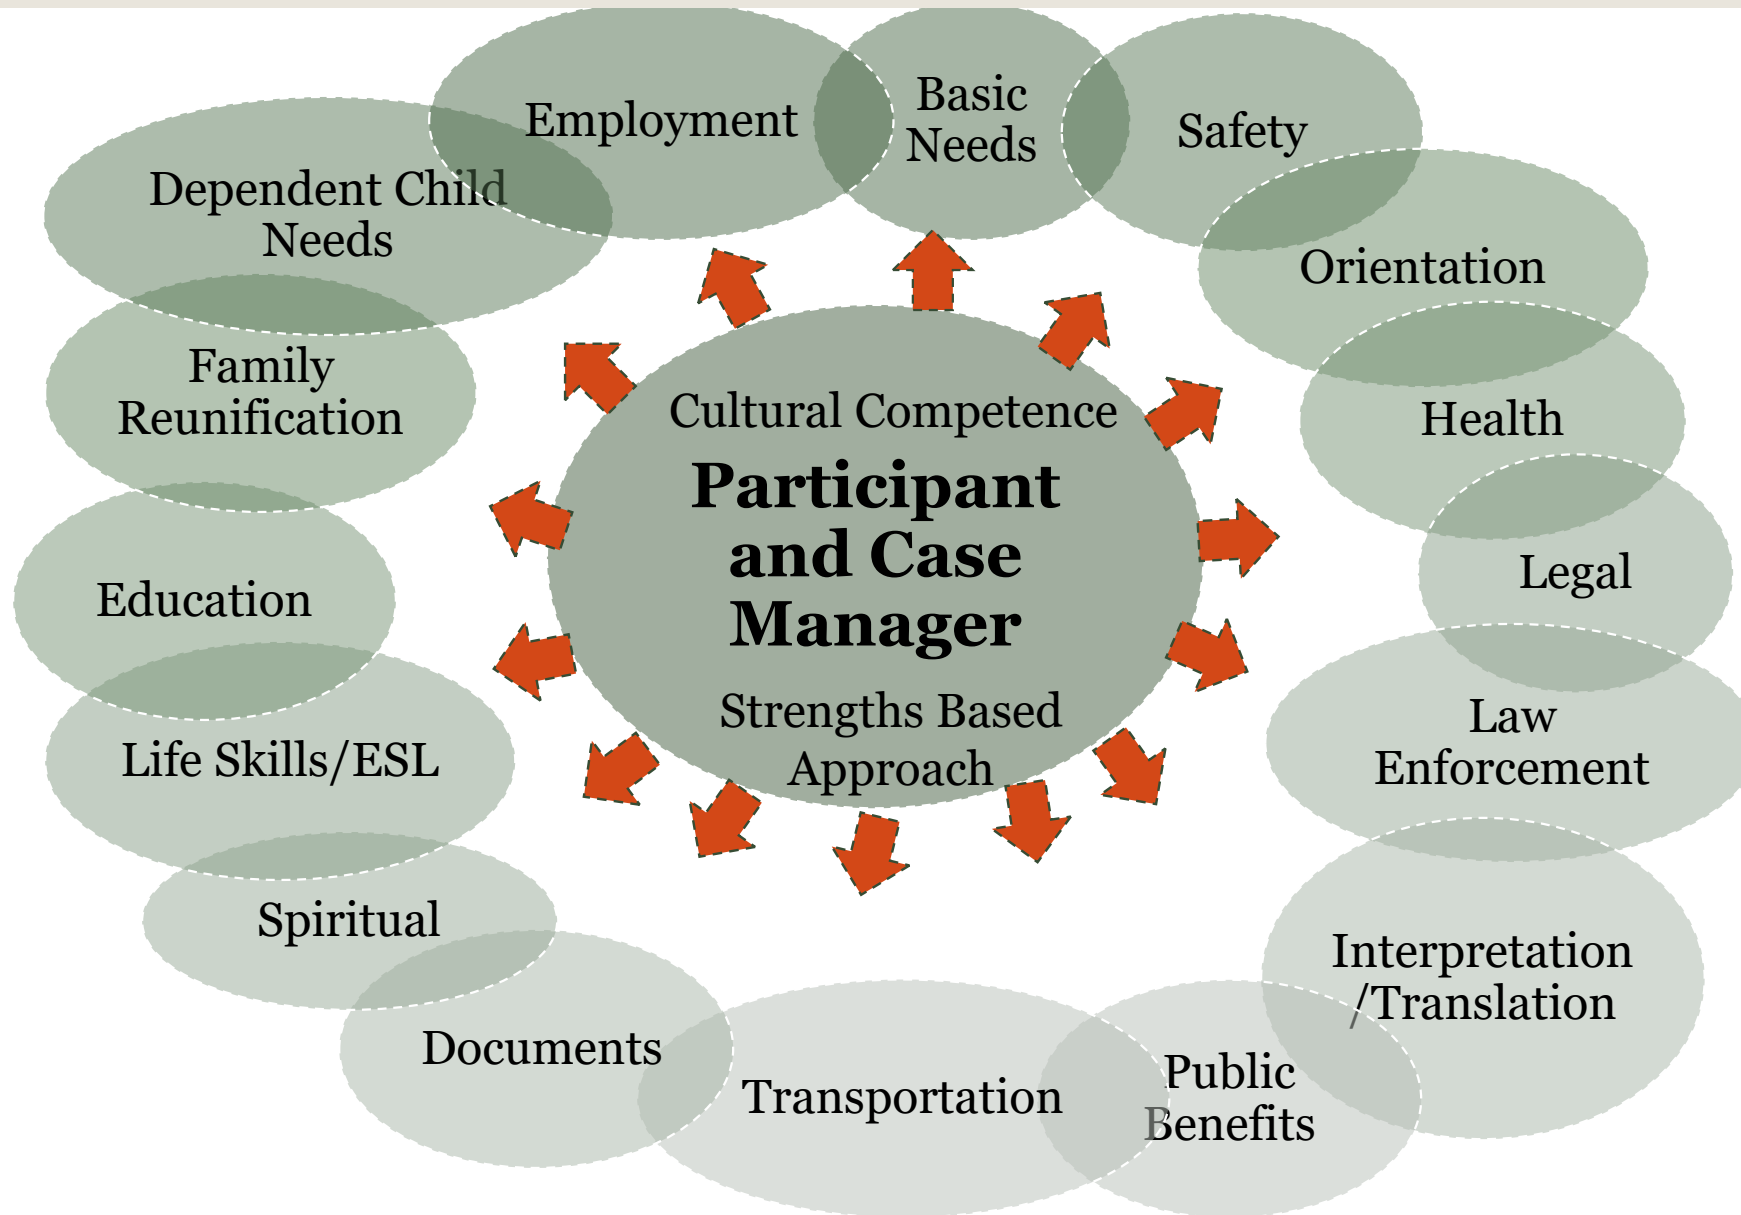 Employment
Basic
Needs
Safety
Dependent Child
Needs
Orientation
Family
Reunification
Cultural Competence
Health
Participant
and Case
Manager
Education
Legal
Strengths Based
Approach
Life Skills/ESL
Law
Enforcement
Spiritual
Interpretation
/Translation
Documents
Transportation
Public
Benefits